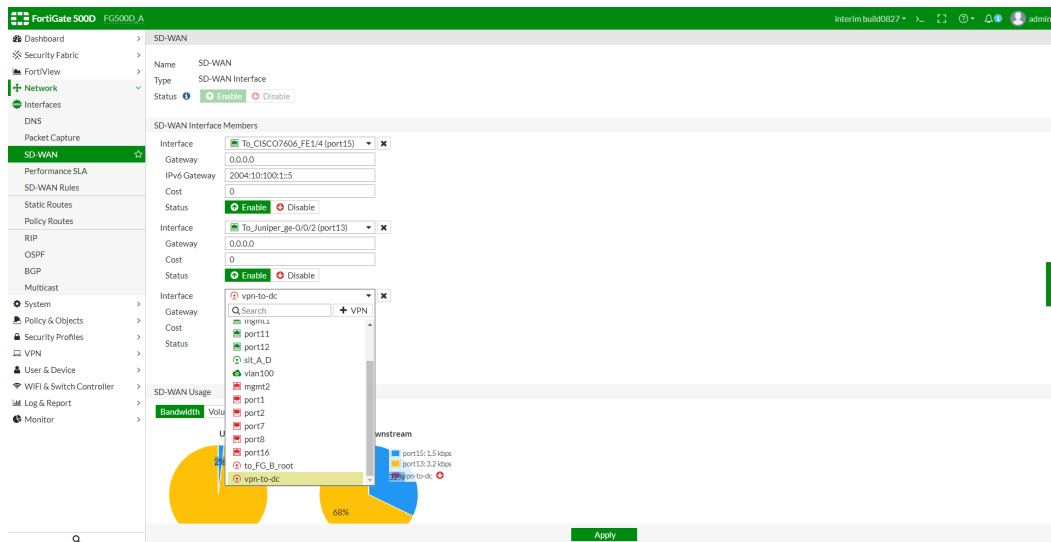 FortiGate 500D FG500D_A interim build0827 >_ admin
Dashboard
Security Fabric
FortiView
Network
Interfaces
DNS
Packet Capture
SD-WAN
Performance SLA
SD-WAN Rules
Static Routes
Policy Routes
RIP
OSPF
BGP
Multicast
System
Policy & Objects
Security Profiles
VPN
User & Device
WiFi & Switch Controller
Log & Report
Monitor
SD-WAN
Name SD-WAN
Type SD-WAN Interface
Status Enable Disable
SD-WAN Interface Members
Interface To_CISCO7606_FE1/4 (port15)
Gateway 0.0.0.0
IPv6 Gateway 2004:10:100:1::5
Cost 0
Status Enable Disable
Interface To_Juniper_ge-0/0/2 (port13)
Gateway 0.0.0.0
Cost 0
Status Enable Disable
Interface vpn-to-dc
Gateway Search + VPN
Cost mgmt1
Status
port11
port12
sit_A_D
vlan100
mgmt2
port1
port2
port7
port8
port16
to_FG_B_root
vpn-to-dc
SD-WAN Usage
Bandwidth Volu
U wnstream
port15: 1.5 kbps
port13: 3.2 kbps
vpn-to-dc
2%
32%
68%
Apply